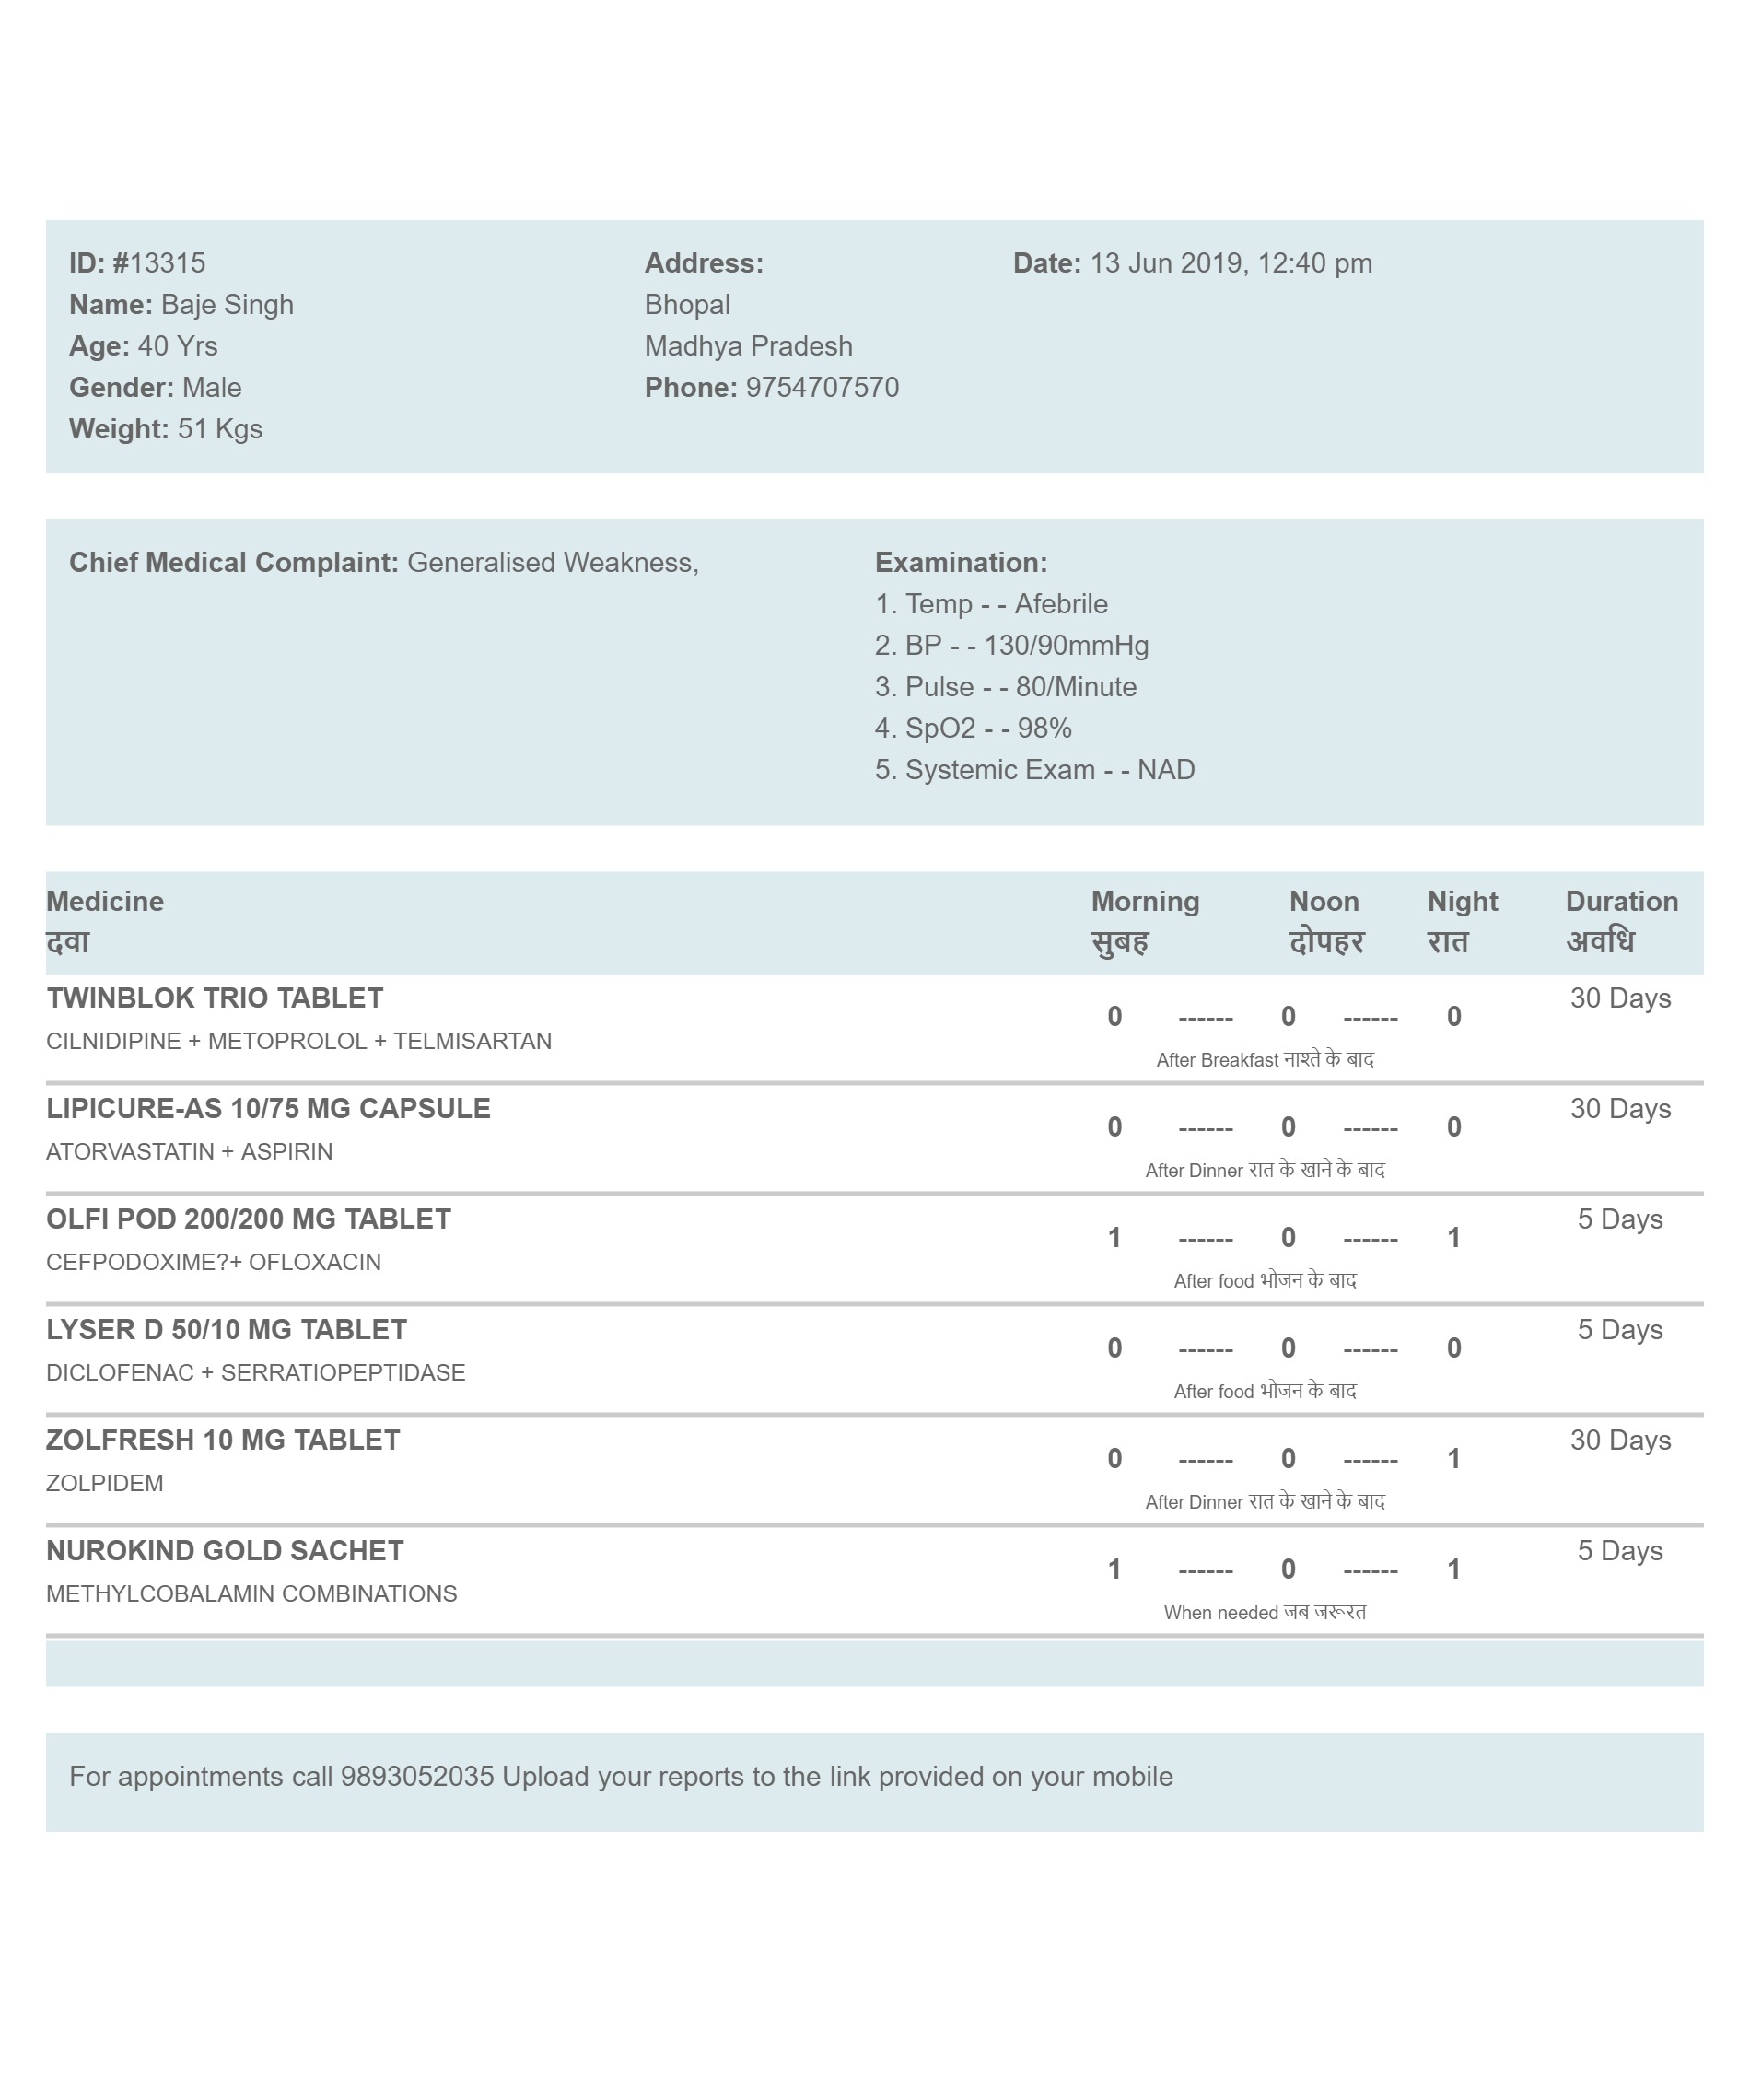 ID: #13315
Name: Baje Singh
Age: 40 Yrs
Gender: Male
Weight: 51 Kgs
Address:
Bhopal
Madhya Pradesh
Phone: 9754707570
Date: 13 Jun 2019, 12:40 pm
Chief Medical Complaint: Generalised Weakness,
Examination:
1. Temp - - Afebrile
2. BP - - 130/90mmHg
3. Pulse - - 80/Minute
4. SpO2 - - 98%
5. Systemic Exam - - NAD
Medicine Morning Noon Night Duration
दवा सुबह दोपहर रात अवधि
TWINBLOK TRIO TABLET 0 ------ 0 ------ 0 30 Days
CILNIDIPINE + METOPROLOL + TELMISARTAN
After Breakfast नाश्ते के बाद
LIPICURE-AS 10/75 MG CAPSULE 0 ------ 0 ------ 0 30 Days
ATORVASTATIN + ASPIRIN
After Dinner रात के खाने के बाद
OLFI POD 200/200 MG TABLET 1 ------ 0 ------ 1 5 Days
CEFPODOXIME?+ OFLOXACIN
After food भोजन के बाद
LYSER D 50/10 MG TABLET 0 ------ 0 ------ 0 5 Days
DICLOFENAC + SERRATIOPEPTIDASE
After food भोजन के बाद
ZOLFRESH 10 MG TABLET 0 ------ 0 ------ 1 30 Days
ZOLPIDEM
After Dinner रात के खाने के बाद
NUROKIND GOLD SACHET 1 ------ 0 ------ 1 5 Days
METHYLCOBALAMIN COMBINATIONS
When needed जब जरूरत
For appointments call 9893052035 Upload your reports to the link provided on your mobile